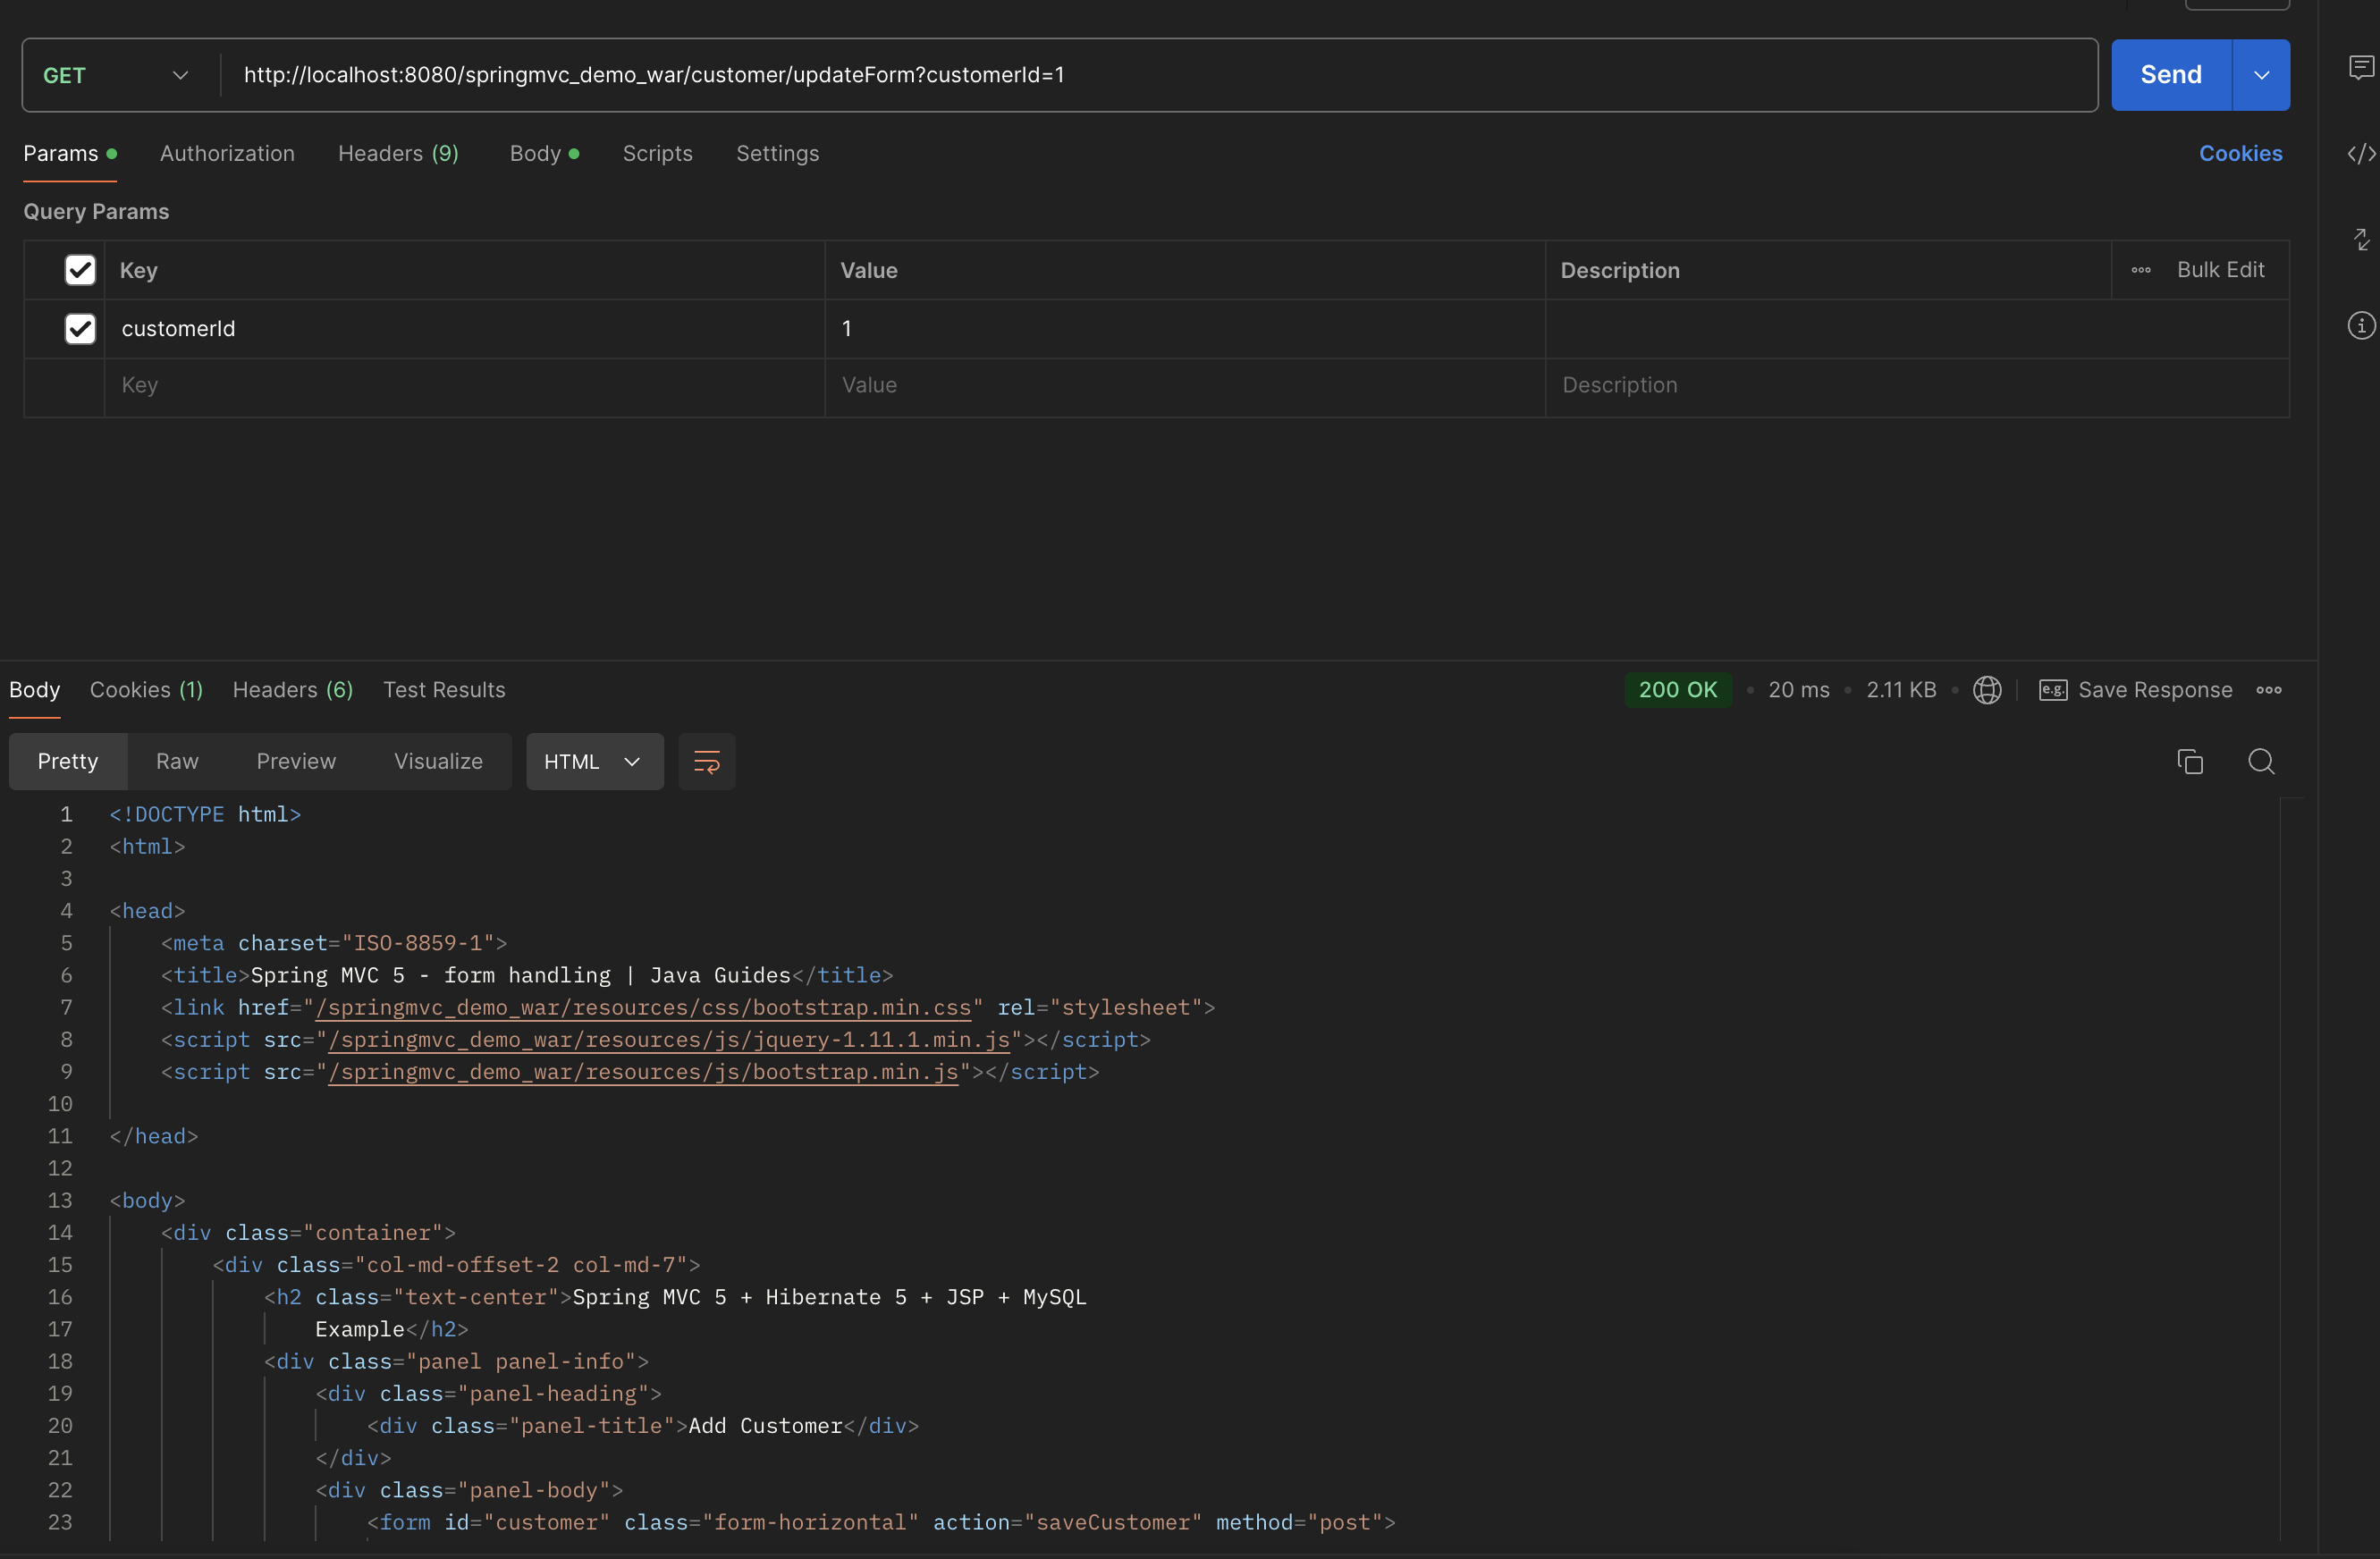 GET http://localhost:8080/springmvc_demo_war/customer/updateForm?customerId=1 Send
Params Authorization Headers (9) Body Scripts Settings Cookies
Query Params
Key Value Description Bulk Edit
customerId 1
Key Value Description
Body Cookies (1) Headers (6) Test Results 200 OK 20 ms 2.11 KB e.g. Save Response
Pretty Raw Preview Visualize HTML
1 <!DOCTYPE html>
2 <html>
3
4 <head>
5 <meta charset="ISO-8859-1">
6 <title>Spring MVC 5 - form handling | Java Guides</title>
7 <link href="/springmvc_demo_war/resources/css/bootstrap.min.css" rel="stylesheet">
8 <script src="/springmvc_demo_war/resources/js/jquery-1.11.1.min.js"></script>
9 <script src="/springmvc_demo_war/resources/js/bootstrap.min.js"></script>
10
11 </head>
12
13 <body>
14 <div class="container">
15 <div class="col-md-offset-2 col-md-7">
16 <h2 class="text-center">Spring MVC 5 + Hibernate 5 + JSP + MySQL
17 Example</h2>
18 <div class="panel panel-info">
19 <div class="panel-heading">
20 <div class="panel-title">Add Customer</div>
21 </div>
22 <div class="panel-body">
23 <form id="customer" class="form-horizontal" action="saveCustomer" method="post">